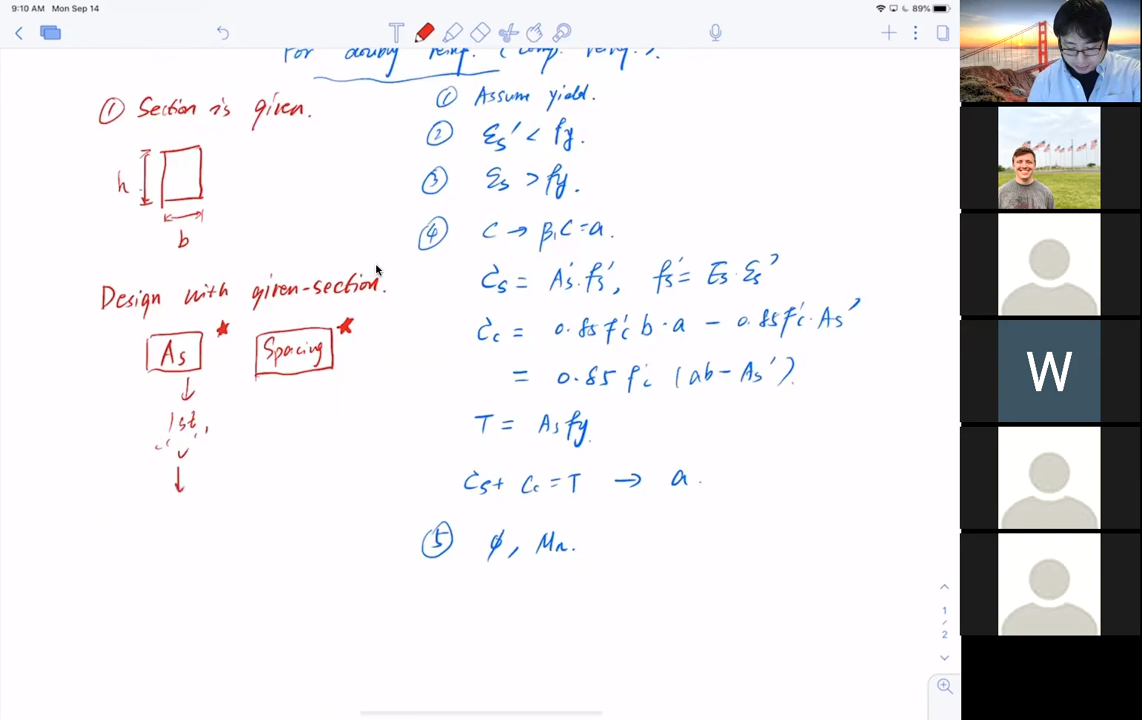 9:10 AM Mon Sep 14
89%
For doubly reinf. (comp.
① Section is given.
h
b
Design with given-section.
As
Spacing
1st,
① Assume yield.
② εs' < fy.
③ εs > fy.
④ C → β1C = a.
Cs = As'·fs', fs' = Es·εs'
Cc = 0.85f'c b·a - 0.85f'c·As'
= 0.85 f'c (ab - As').
T = As fy.
Cs + Cc = T → a.
⑤ φ, Mn.
1
/
2
W